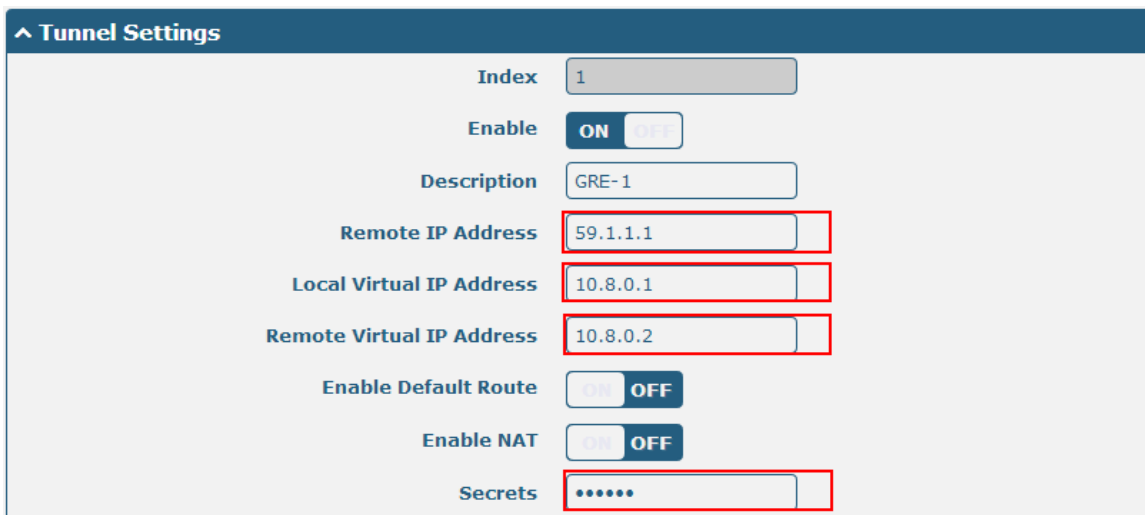 Tunnel Settings
Index 1
Enable ON OFF
Description GRE-1
Remote IP Address 59.1.1.1
Local Virtual IP Address 10.8.0.1
Remote Virtual IP Address 10.8.0.2
Enable Default Route ON OFF
Enable NAT ON OFF
Secrets ••••••